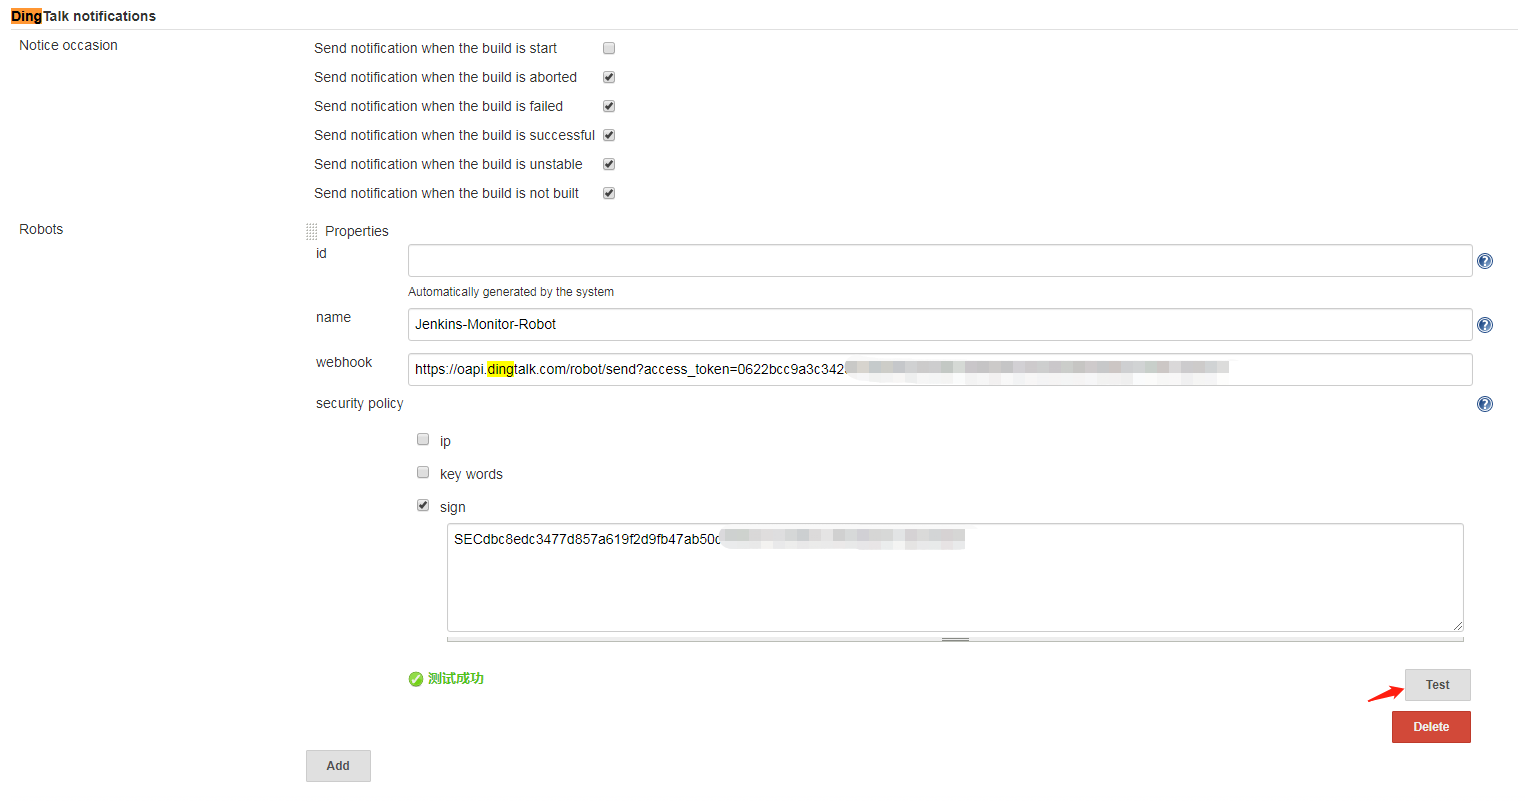 DingTalk notifications
Notice occasion
Send notification when the build is start
Send notification when the build is aborted
Send notification when the build is failed
Send notification when the build is successful
Send notification when the build is unstable
Send notification when the build is not built
Robots
Properties
id
Automatically generated by the system
name
Jenkins-Monitor-Robot
webhook
https://oapi.dingtalk.com/robot/send?access_token=0622bcc9a3c342
security policy
ip
key words
sign
SECdbc8edc3477d857a619f2d9fb47ab50
测试成功
Test
Delete
Add